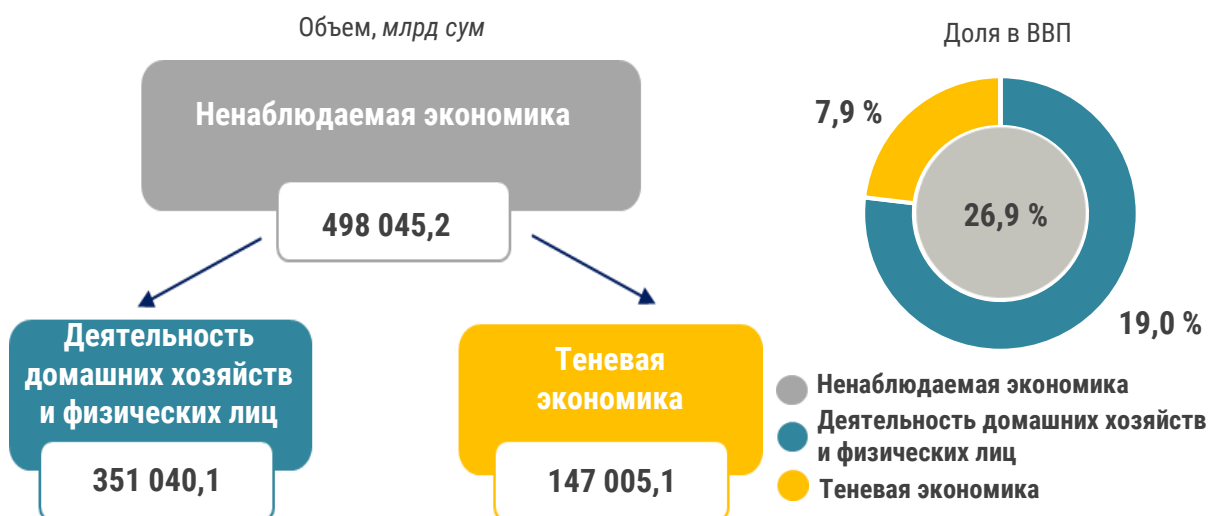 Объем, млрд сум
Ненаблюдаемая экономика
498 045,2
Деятельность
домашних хозяйств
и физических лиц
351 040,1
Теневая
экономика
147 005,1
Доля в ВВП
7,9 %
26,9 %
19,0 %
Ненаблюдаемая экономика
Деятельность домашних хозяйств
и физических лиц
Теневая экономика